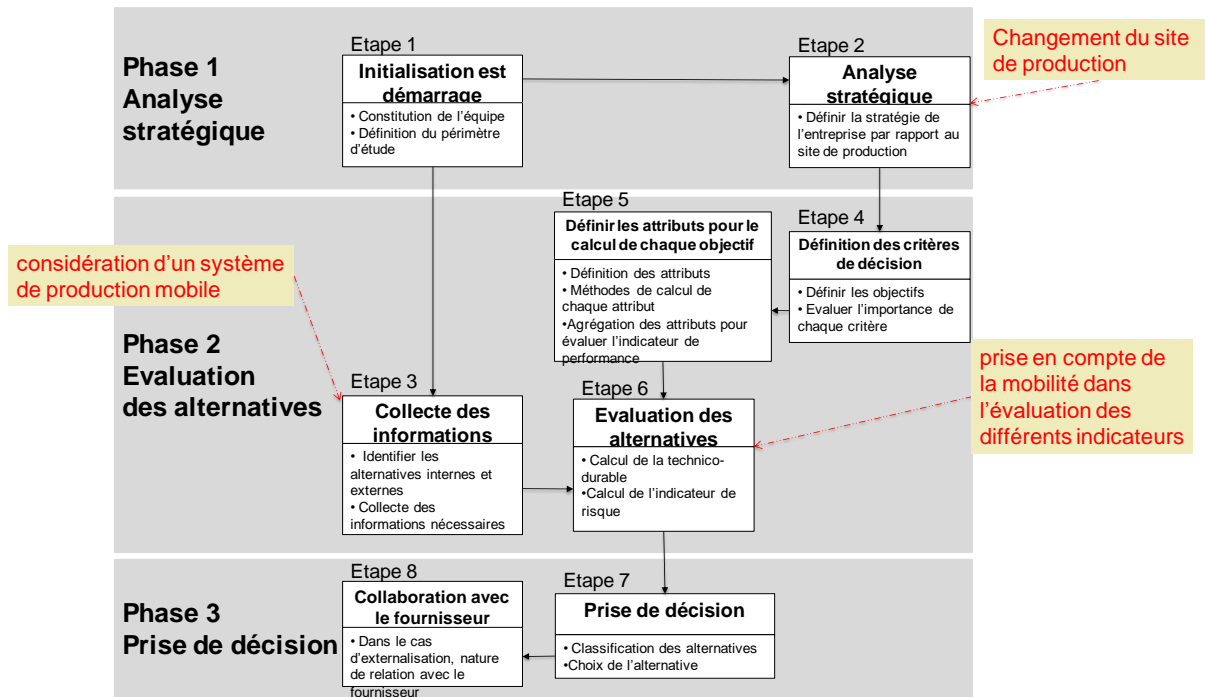 Phase 1
Analyse
stratégique
Etape 1
Initialisation est
démarrage
• Constitution de l'équipe
• Définition du périmètre
d'étude
Etape 2
Analyse
stratégique
• Définir la stratégie de
l'entreprise par rapport au
site de production
Changement du site
de production
Phase 2
Evaluation
des alternatives
considération d'un système
de production mobile
Etape 5
Définir les attributs pour le
calcul de chaque objectif
• Définition des attributs
• Méthodes de calcul de
chaque attribut
•Agrégation des attributs pour
évaluer l'indicateur de
performance
Etape 4
Définition des critères
de décision
• Définir les objectifs
• Evaluer l'importance de
chaque critère
Etape 3
Collecte des
informations
• Identifier les
alternatives internes et
externes
• Collecte des
informations nécessaires
Etape 6
Evaluation des
alternatives
• Calcul de la technico-
durable
•Calcul de l'indicateur de
risque
prise en compte de
la mobilité dans
l'évaluation des
différents indicateurs
Phase 3
Prise de décision
Etape 8
Collaboration avec
le fournisseur
• Dans le cas
d'externalisation, nature
de relation avec le
fournisseur
Etape 7
Prise de décision
• Classification des alternatives
• Choix de l'alternative